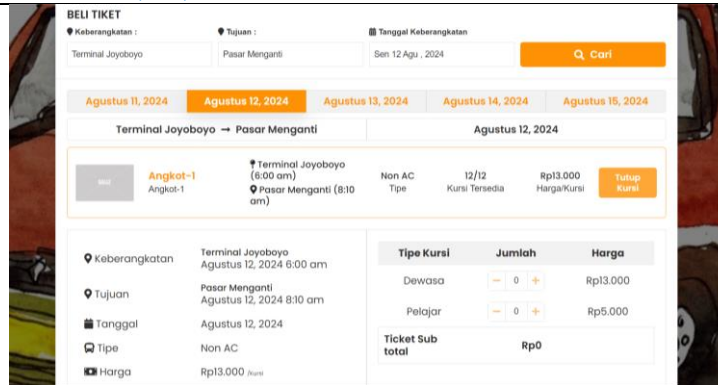 BELI TIKET
Keberangkatan :
Tujuan :
Tanggal Keberangkatan
Terminal Joyoboyo
Pasar Menganti
Sen 12 Agu , 2024
Cari
Agustus 11, 2024
Agustus 12, 2024
Agustus 13, 2024
Agustus 14, 2024
Agustus 15, 2024
Terminal Joyoboyo → Pasar Menganti
Agustus 12, 2024
Angkot-1
Angkot-1
Terminal Joyoboyo
(6:00 am)
Pasar Menganti (8:10
am)
Non AC
Tipe
12/12
Kursi Tersedia
Rp13.000
Harga/Kursi
Tutup
Kursi
Keberangkatan
Terminal Joyoboyo
Agustus 12, 2024 6:00 am
Tujuan
Pasar Menganti
Agustus 12, 2024 8:10 am
Tanggal
Agustus 12, 2024
Tipe
Non AC
Harga
Rp13.000 /Kursi
Tipe Kursi
Jumlah
Harga
Dewasa
− 0 +
Rp13.000
Pelajar
− 0 +
Rp5.000
Ticket Sub
total
Rp0